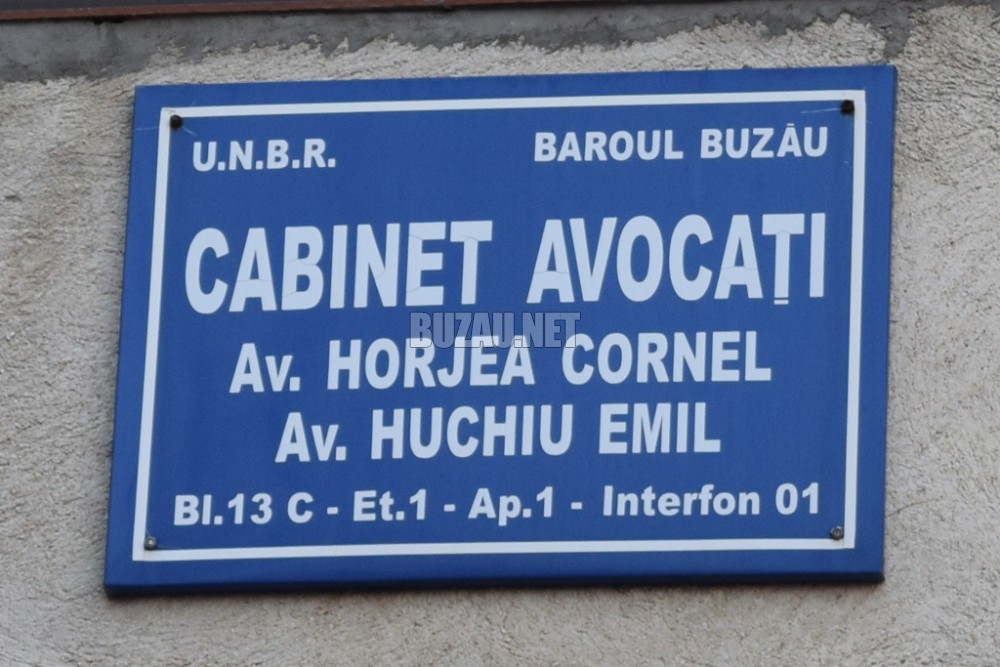 U.N.B.R. BAROUL BUZĂU
CABINET AVOCAȚI
BUZAU.NET
Av. HORJEA CORNEL
Av. HUCHIU EMIL
Bl.13 C - Et.1 - Ap.1 - Interfon 01